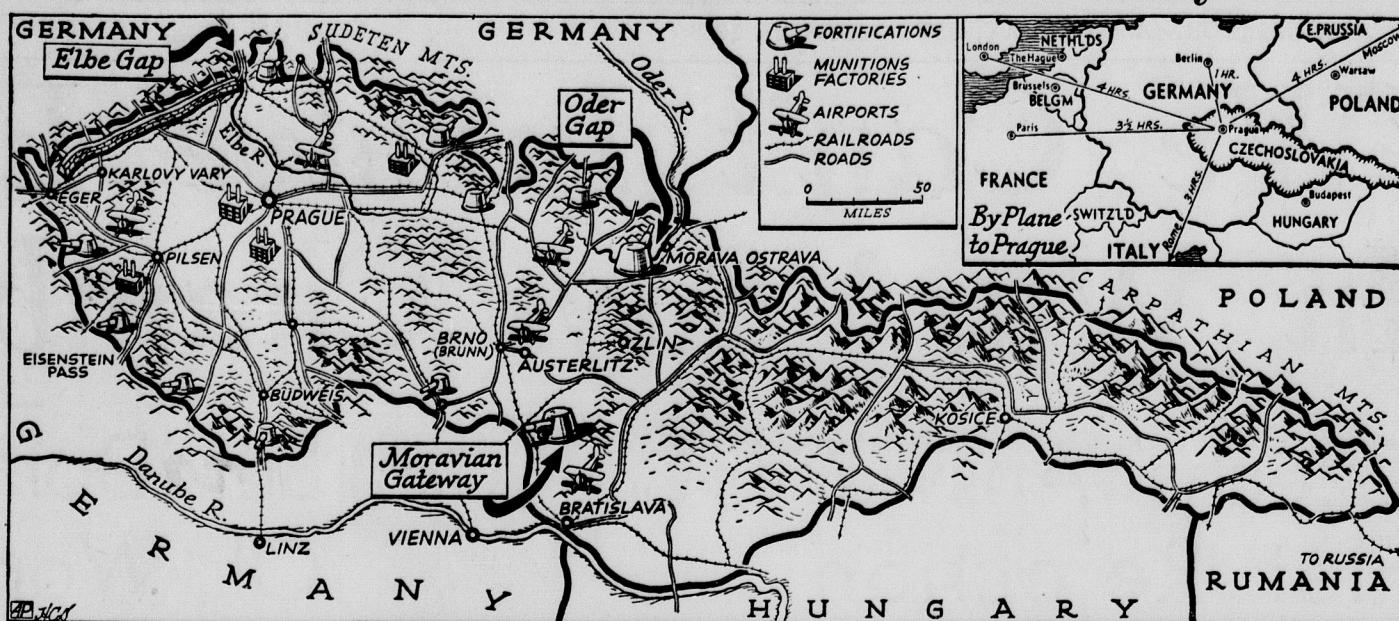 GERMANY
Elbe Gap
SUDETEN MTS.
GERMANY
Oder R.
Oder
Gap
Elbe R.
KARLOVY VARY
EGER
PRAGUE
PILSEN
MORAVA OSTRAVA
EISENSTEIN
PASS
BRNO
(BRUNN)
AUSTERLITZ
ZLIN
BUDWEIS
KOSICE
Moravian
Gateway
BRATISLAVA
Danube R.
LINZ
VIENNA
GERMANY
HUNGARY
CARPATHIAN MTS.
POLAND
TO RUSSIA
RUMANIA
AP HCS
FORTIFICATIONS
MUNITIONS
FACTORIES
AIRPORTS
RAILROADS
ROADS
0 50
MILES
London
NETHLDS
The Hague
Brussels
BELGM
Paris
FRANCE
SWITZLD
ITALY
Rome 3 HRS.
Berlin
1 HR.
GERMANY
4 HRS.
3½ HRS.
E. PRUSSIA
Moscow
4 HRS.
Warsaw
POLAND
Prague
CZECHOSLOVAKIA
Budapest
HUNGARY
By Plane
to Prague